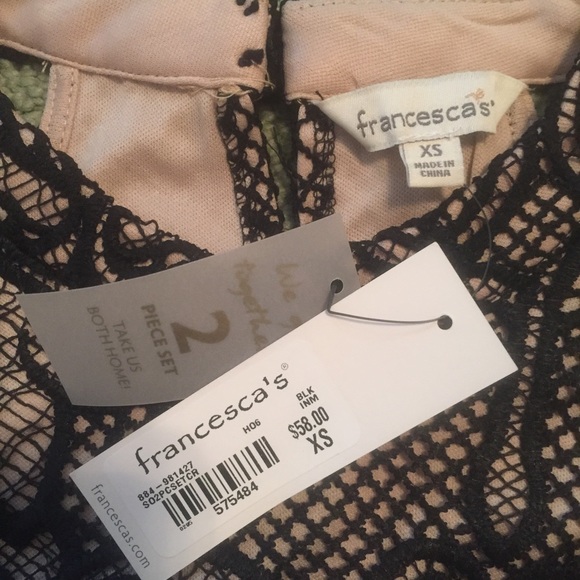 francesca's
XS
MADE IN
CHINA
We g
together
2
PIECE SET
TAKE US
BOTH HOME!
francesca's®
H06
BLK
INM
$58.00
XS
884-981427
SO2PCSETCR
575484
francescas.com